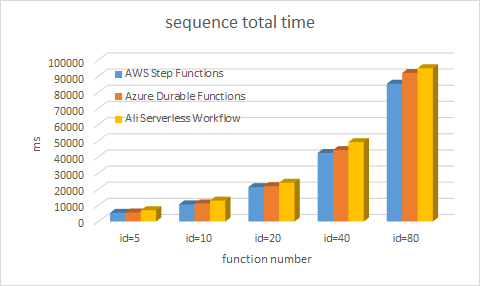 sequence total time
100000
90000
80000
70000
60000
50000
40000
30000
20000
10000
0
ms
AWS Step Functions
Azure Durable Functions
Ali Serverless Workflow
id=5 id=10 id=20 id=40 id=80
function number